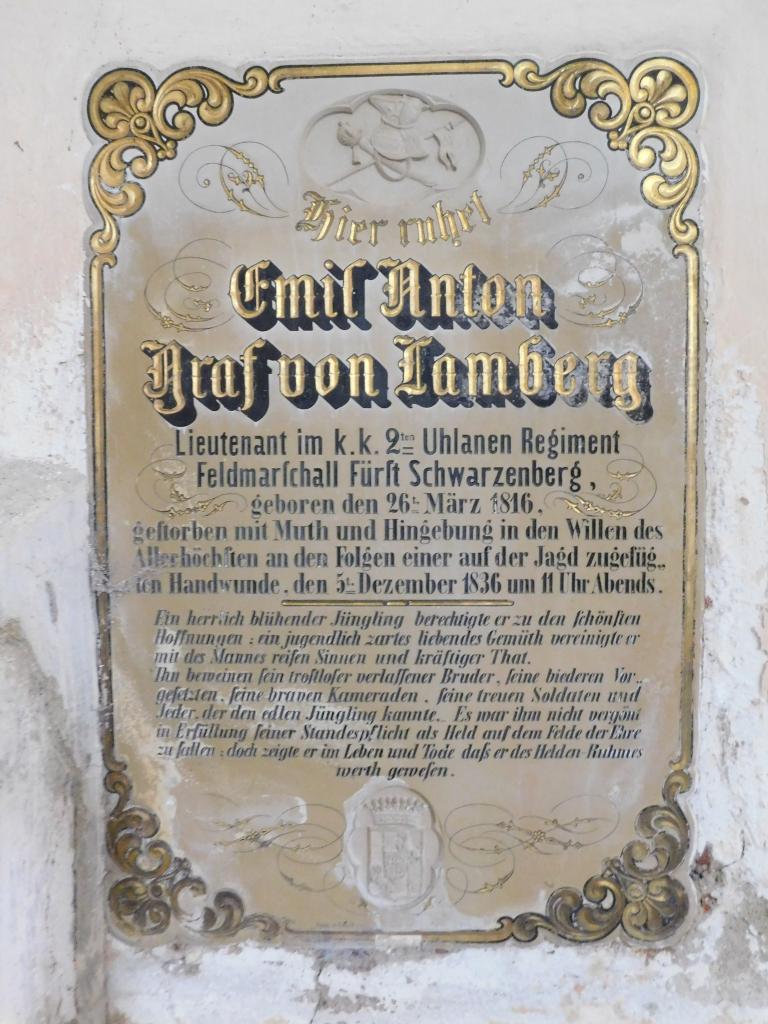 Hier ruhet
Emil Anton
Graf von Lamberg
Lieutenant im k. k. 2ten Uhlanen Regiment
Feldmarſchall Fürſt Schwarzenberg,
geboren den 26t. März 1816,
geſtorben mit Muth und Hingebung in den Willen des
Allerhöchſten an den Folgen einer auf der Jagd zugefüg„
ten Handwunde, den 5t. Dezember 1836 um 11 Uhr Abends.
Ein herrlich blühender Jüngling berechtigte er zu den ſchönſten
Hoffnungen; ein jugendlich zartes liebendes Gemüth vereinigte er
mit des Mannes reifen Sinnen und kräftiger That.
Ihn beweinen ſein troſtloſer verlaſſener Bruder, ſeine biederen Vor„
geſetzten, ſeine braven Kameraden, ſeine treuen Soldaten und
Jeder, der den edlen Jüngling kannte. Es war ihm nicht vergönt
in Erfüllung ſeiner Standespflicht als Held auf dem Felde der Ehre
zu fallen; doch zeigte er im Leben und Tode daſs er des Helden-Ruhmes
werth geweſen.